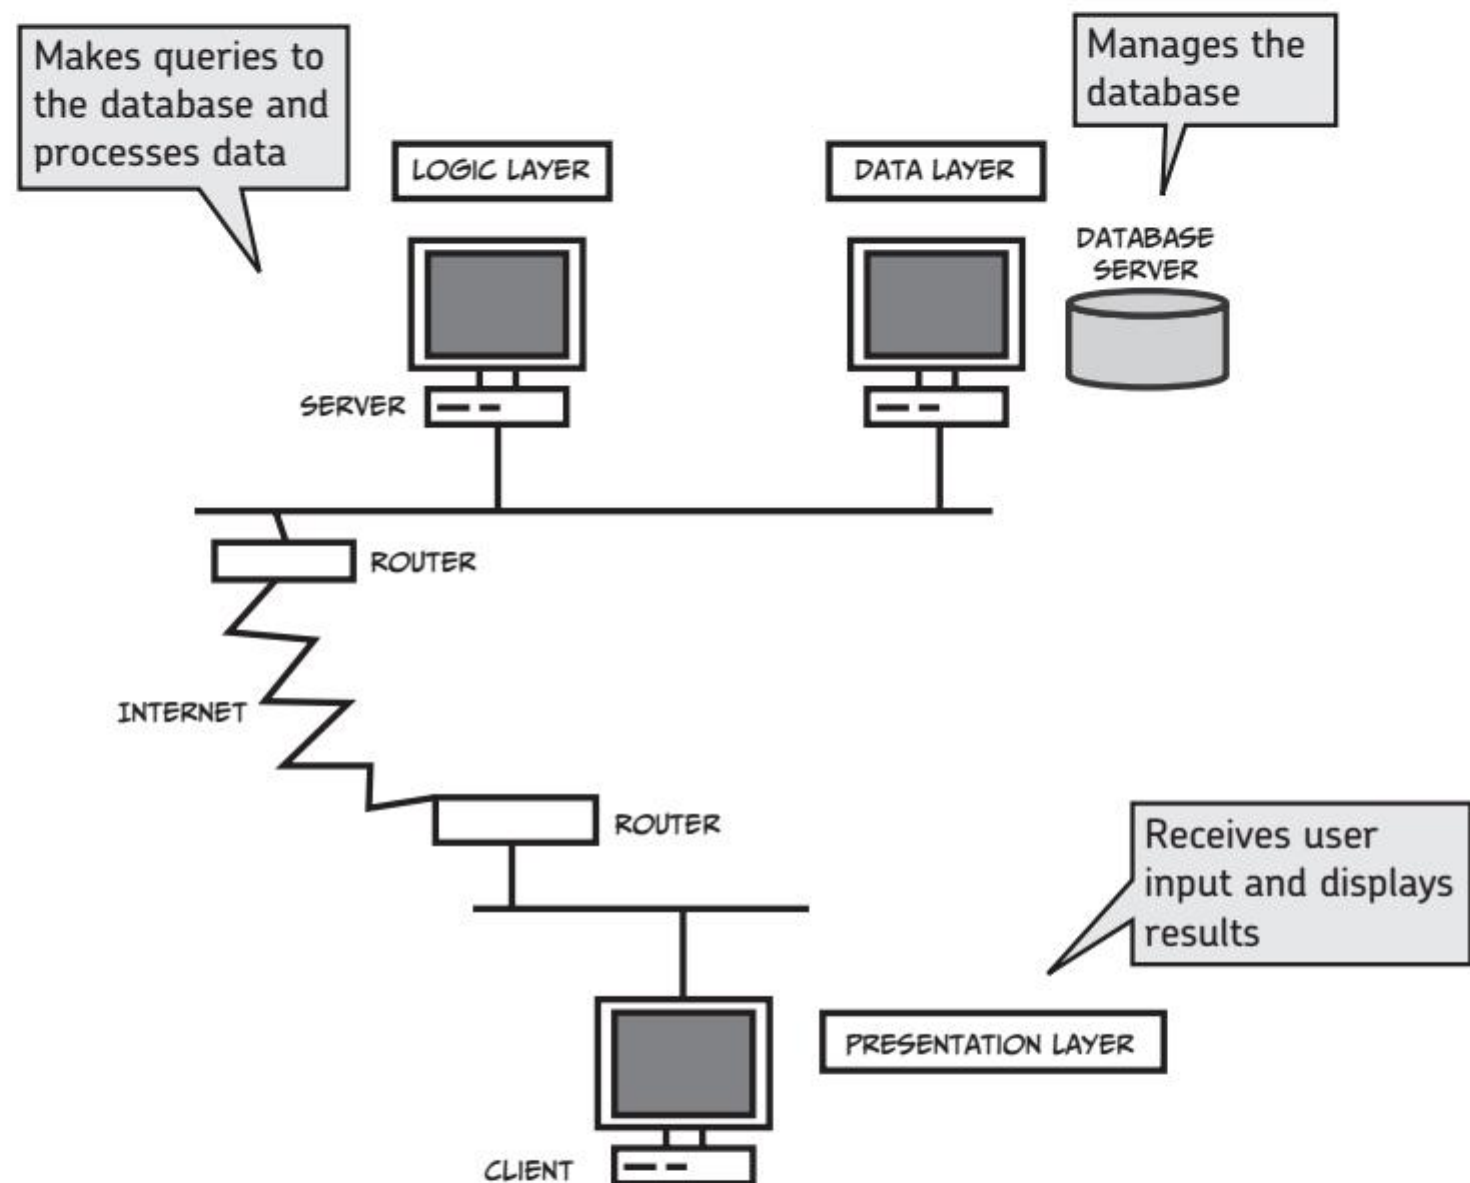 Makes queries to
the database and
processes data
Manages the
database
LOGIC LAYER
DATA LAYER
DATABASE
SERVER
SERVER
ROUTER
INTERNET
ROUTER
Receives user
input and displays
results
PRESENTATION LAYER
CLIENT